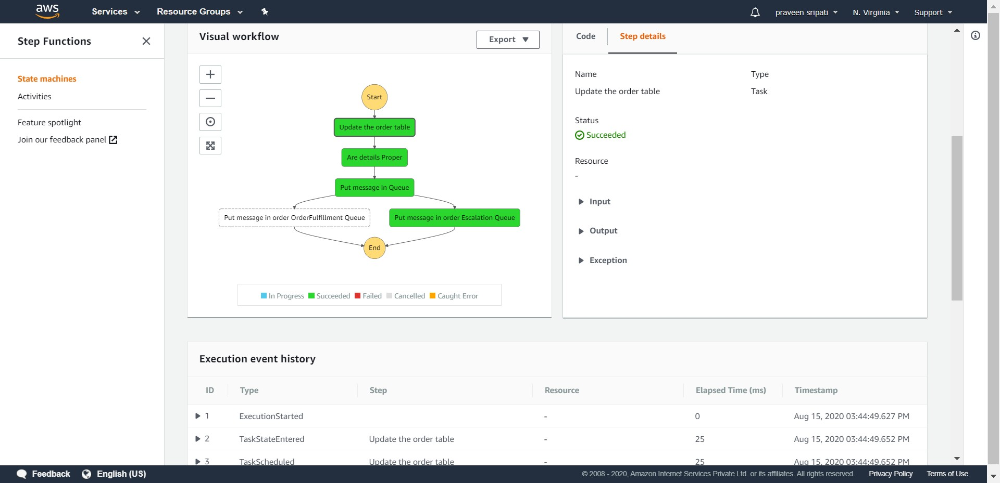 aws Services Resource Groups praveen sripati N. Virginia Support
Step Functions
State machines
Activities
Feature spotlight
Join our feedback panel
Visual workflow
Export
Start
Update the order table
Are details Proper
Put message in Queue
Put message in order OrderFulfillment Queue Put message in order Escalation Queue
End
In Progress Succeeded Failed Cancelled Caught Error
Code Step details
Name Type
Update the order table Task
Status
Succeeded
Resource
-
Input
Output
Exception
Execution event history
ID Type Step Resource Elapsed Time (ms) Timestamp
1 ExecutionStarted - 0 Aug 15, 2020 03:44:49.627 PM
2 TaskStateEntered Update the order table - 25 Aug 15, 2020 03:44:49.652 PM
3 TaskScheduled Update the order table - 25 Aug 15, 2020 03:44:49.652 PM
Feedback English (US) © 2008 - 2020, Amazon Internet Services Private Ltd. or its affiliates. All rights reserved. Privacy Policy Terms of Use